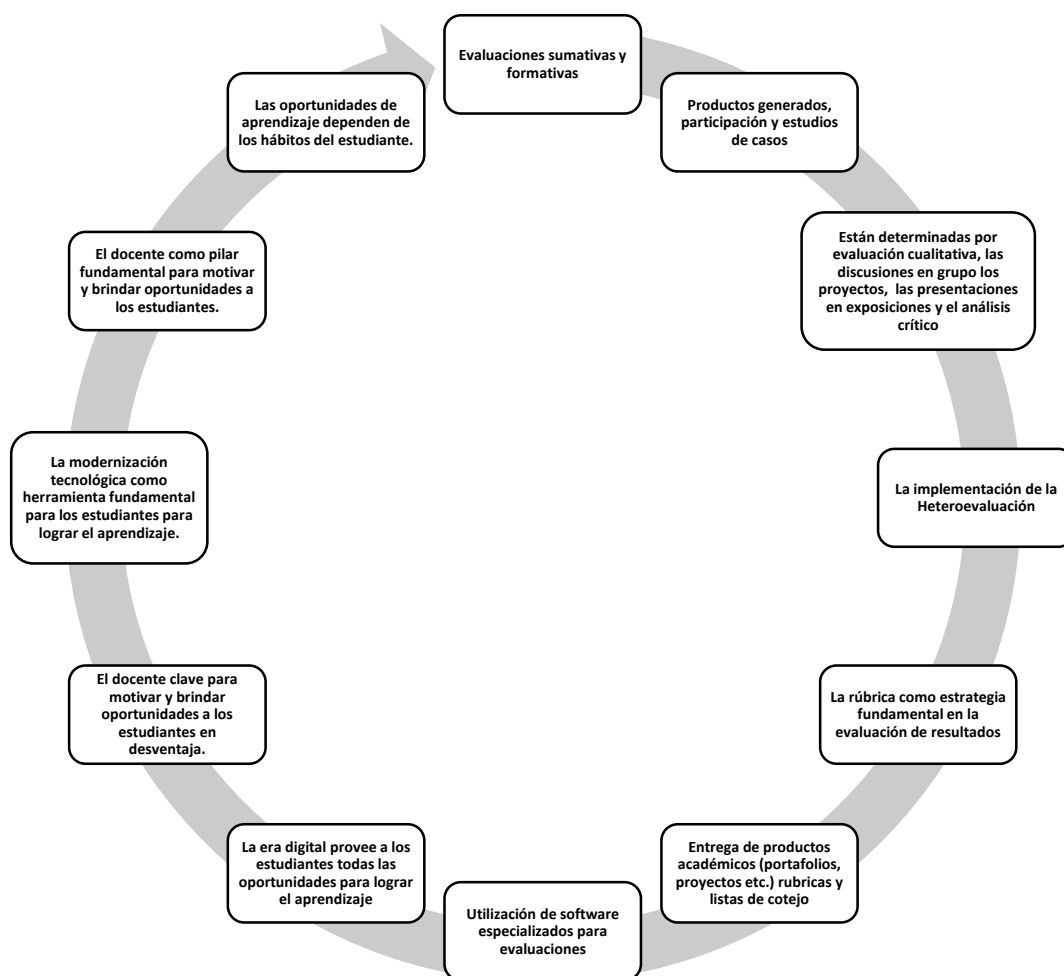 Evaluaciones sumativas y
formativas
Productos generados,
participación y estudios
de casos
Están determinadas por
evaluación cualitativa, las
discusiones en grupo los
proyectos, las presentaciones
en exposiciones y el análisis
crítico
La implementación de la
Heteroevaluación
La rúbrica como estrategia
fundamental en la
evaluación de resultados
Entrega de productos
académicos (portafolios,
proyectos etc.) rubricas y
listas de cotejo
Utilización de software
especializados para
evaluaciones
La era digital provee a los
estudiantes todas las
oportunidades para lograr
el aprendizaje
El docente clave para
motivar y brindar
oportunidades a los
estudiantes en
desventaja.
La modernización
tecnológica como
herramienta fundamental
para los estudiantes para
lograr el aprendizaje.
El docente como pilar
fundamental para motivar
y brindar oportunidades a
los estudiantes.
Las oportunidades de
aprendizaje dependen de
los hábitos del estudiante.